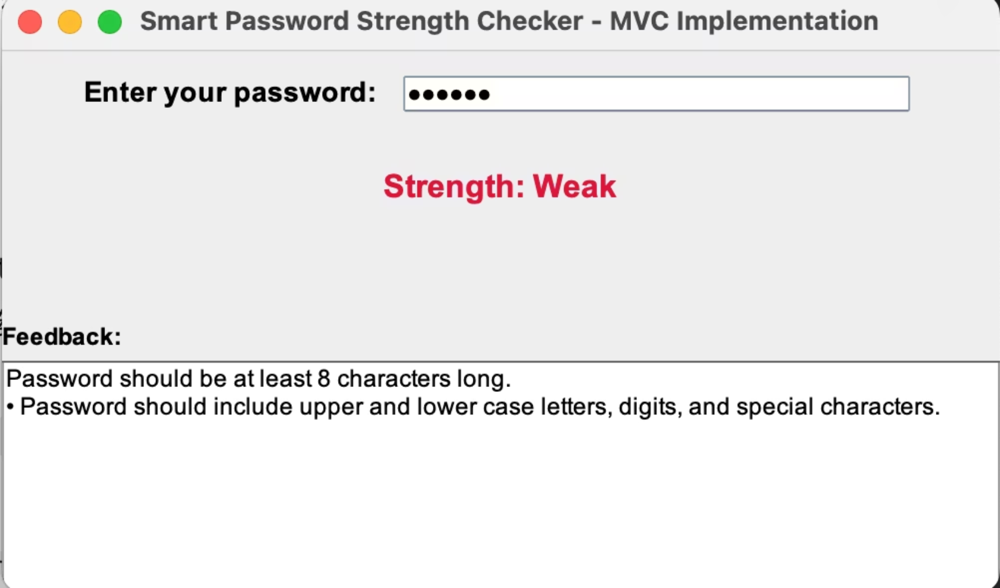 Smart Password Strength Checker - MVC Implementation
Enter your password: ••••••
Strength: Weak
Feedback:
Password should be at least 8 characters long.
• Password should include upper and lower case letters, digits, and special characters.